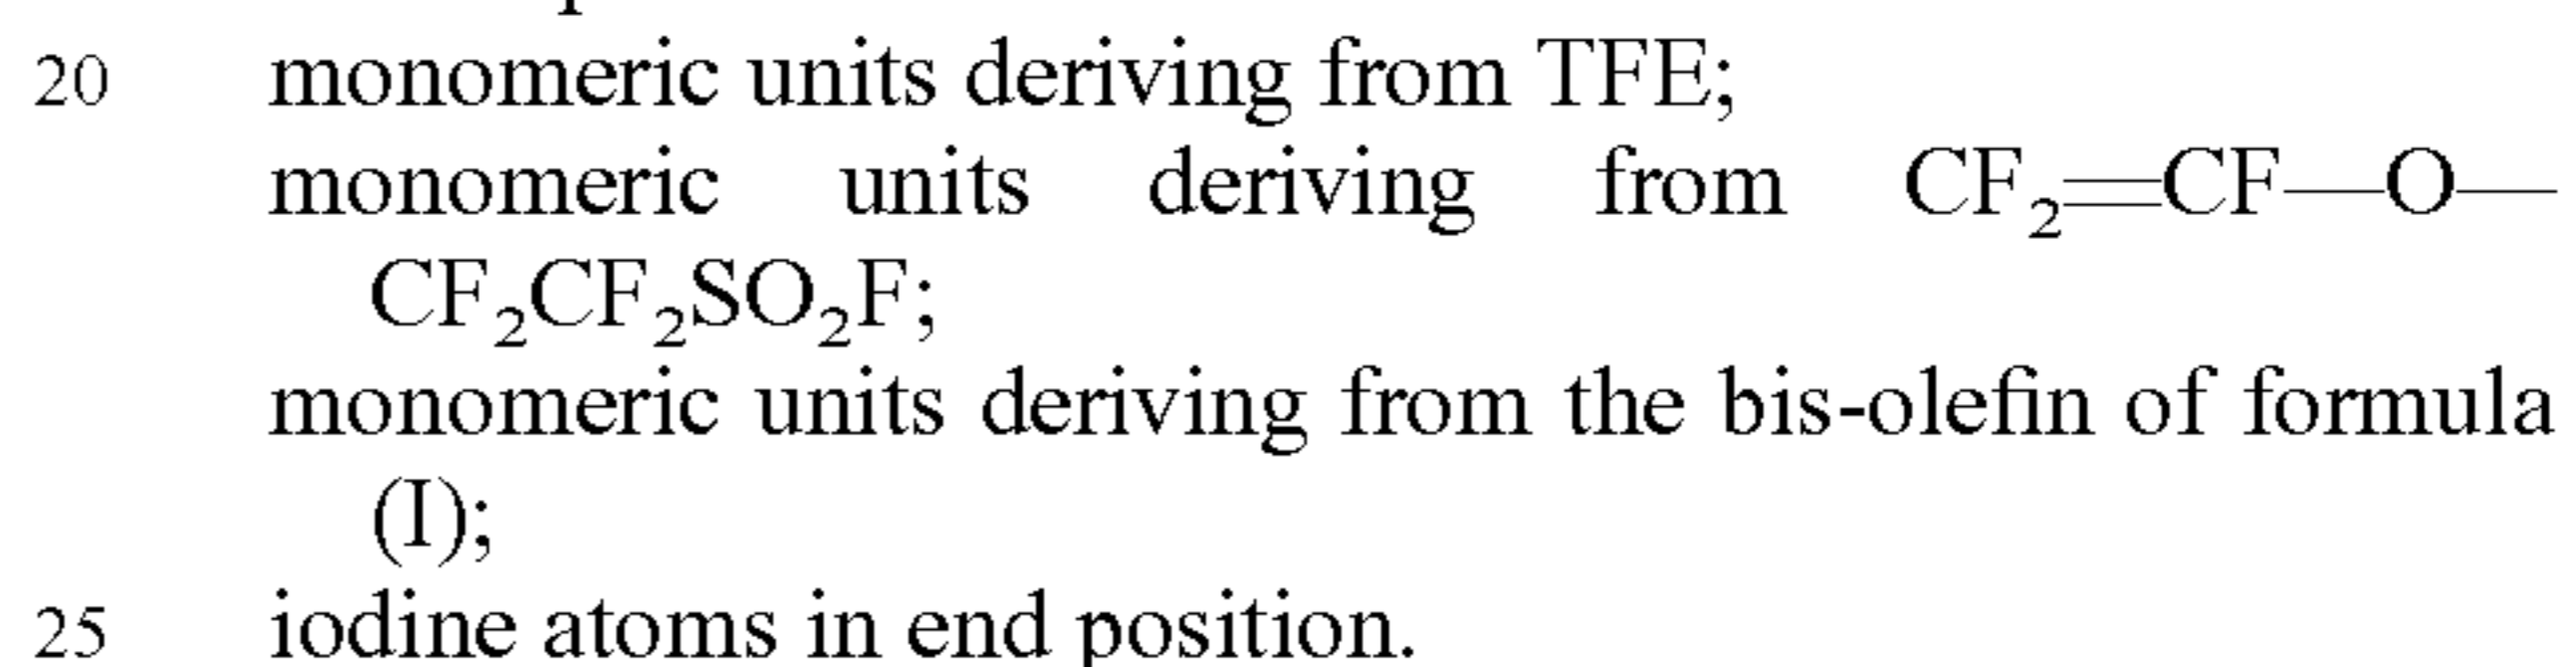 20 monomeric units deriving from TFE;
monomeric units deriving from CF₂=CF—O—
CF₂CF₂SO₂F;
monomeric units deriving from the bis-olefin of formula
(I);
25 iodine atoms in end position.